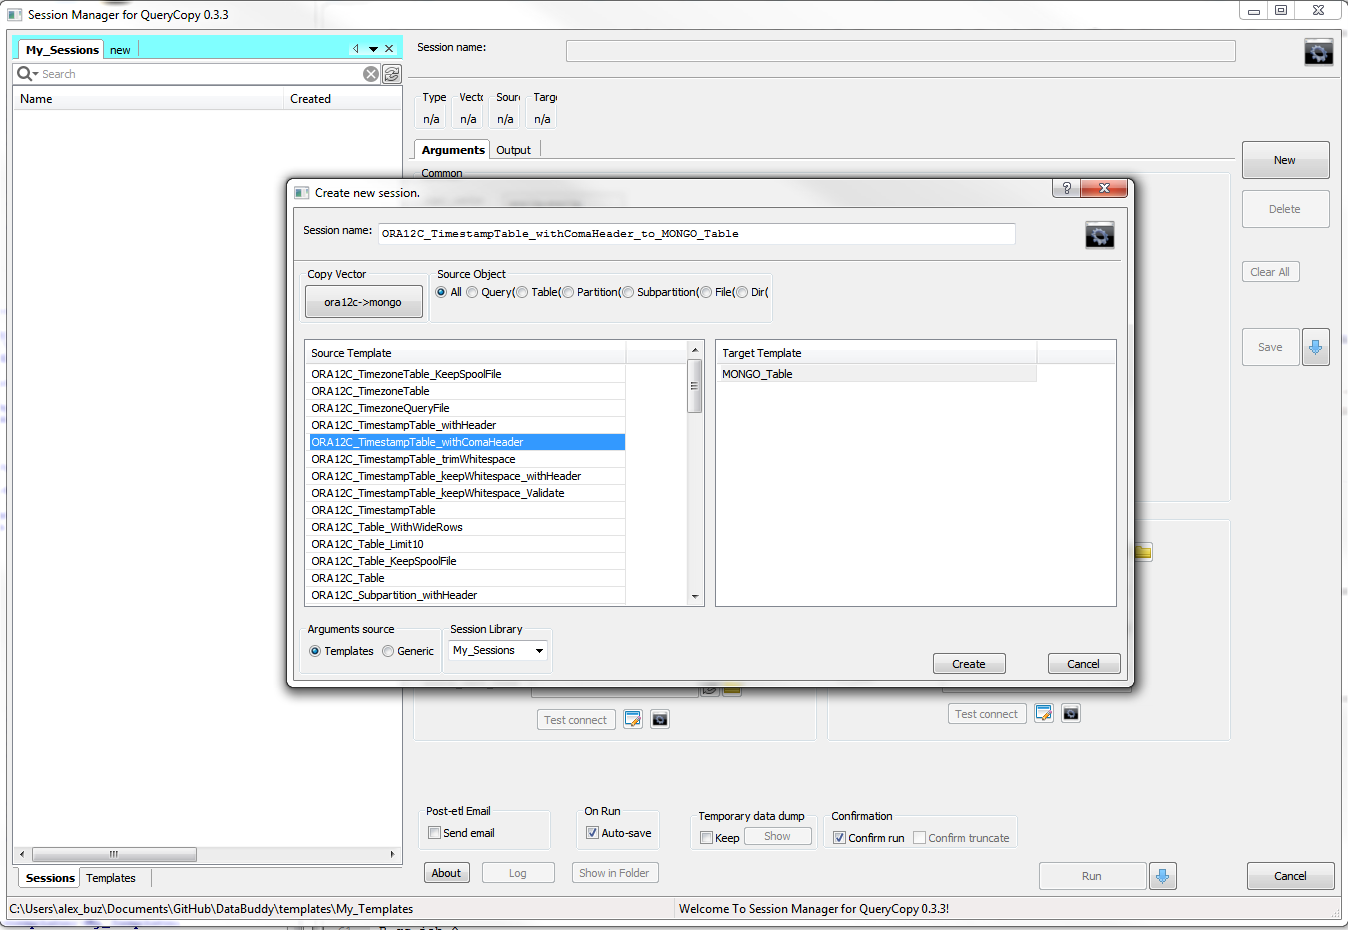 Session Manager for QueryCopy 0.3.3
My_Sessions new
Search
Name Created
Session name:
Type Vect Sour Targ
n/a n/a n/a n/a
Arguments Output
Common
New
Delete
Clear All
Save
Create new session.
Session name: ORA12C_TimestampTable_withComaHeader_to_MONGO_Table
Copy Vector
ora12c->mongo
Source Object
All Query( Table( Partition( Subpartition( File( Dir(
Source Template
ORA12C_TimezoneTable_KeepSpoolFile
ORA12C_TimezoneTable
ORA12C_TimezoneQueryFile
ORA12C_TimestampTable_withHeader
ORA12C_TimestampTable_withComaHeader
ORA12C_TimestampTable_trimWhitespace
ORA12C_TimestampTable_keepWhitespace_withHeader
ORA12C_TimestampTable_keepWhitespace_Validate
ORA12C_TimestampTable
ORA12C_Table_WithWideRows
ORA12C_Table_Limit10
ORA12C_Table_KeepSpoolFile
ORA12C_Table
ORA12C_Subpartition_withHeader
Target Template
MONGO_Table
Arguments source
Templates Generic
Session Library
My_Sessions
Create Cancel
Test connect
Test connect
Post-etl Email
Send email
On Run
Auto-save
Temporary data dump
Keep Show
Confirmation
Confirm run Confirm truncate
About Log Show in Folder
Run Cancel
Sessions Templates
C:\Users\alex_buz\Documents\GitHub\DataBuddy\templates\My_Templates
Welcome To Session Manager for QueryCopy 0.3.3!